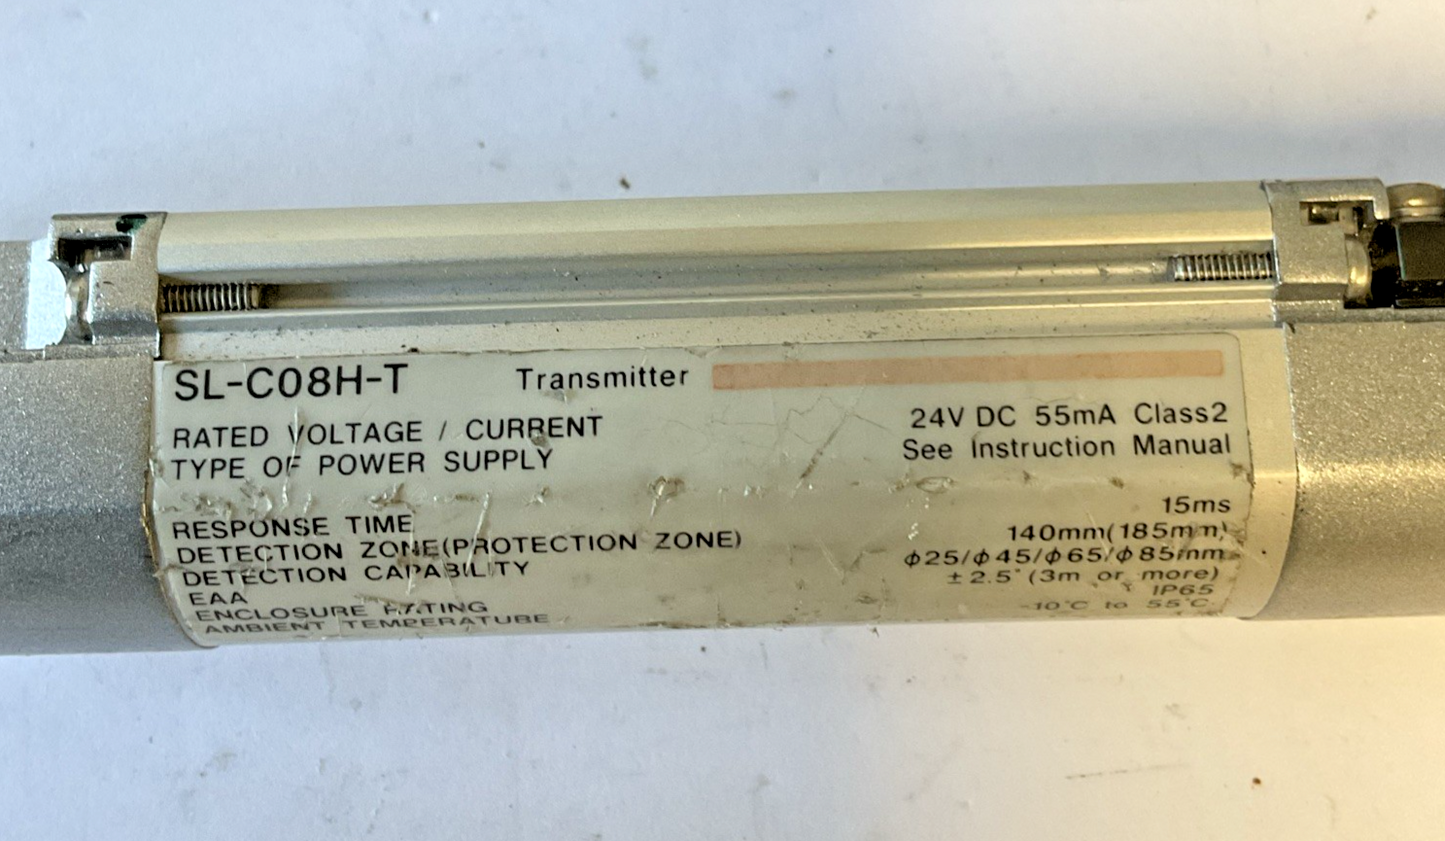 SL-C08H-T Transmitter
RATED VOLTAGE / CURRENT 24V DC 55mA Class2
TYPE OF POWER SUPPLY See Instruction Manual
RESPONSE TIME 15ms
DETECTION ZONE(PROTECTION ZONE) 140mm(185mm)
DETECTION CAPABILITY ϕ25/ϕ45/ϕ65/ϕ85mm
EAA ±2.5° (3m or more)
ENCLOSURE RATING IP65
AMBIENT TEMPERATURE -10°C to 55°C